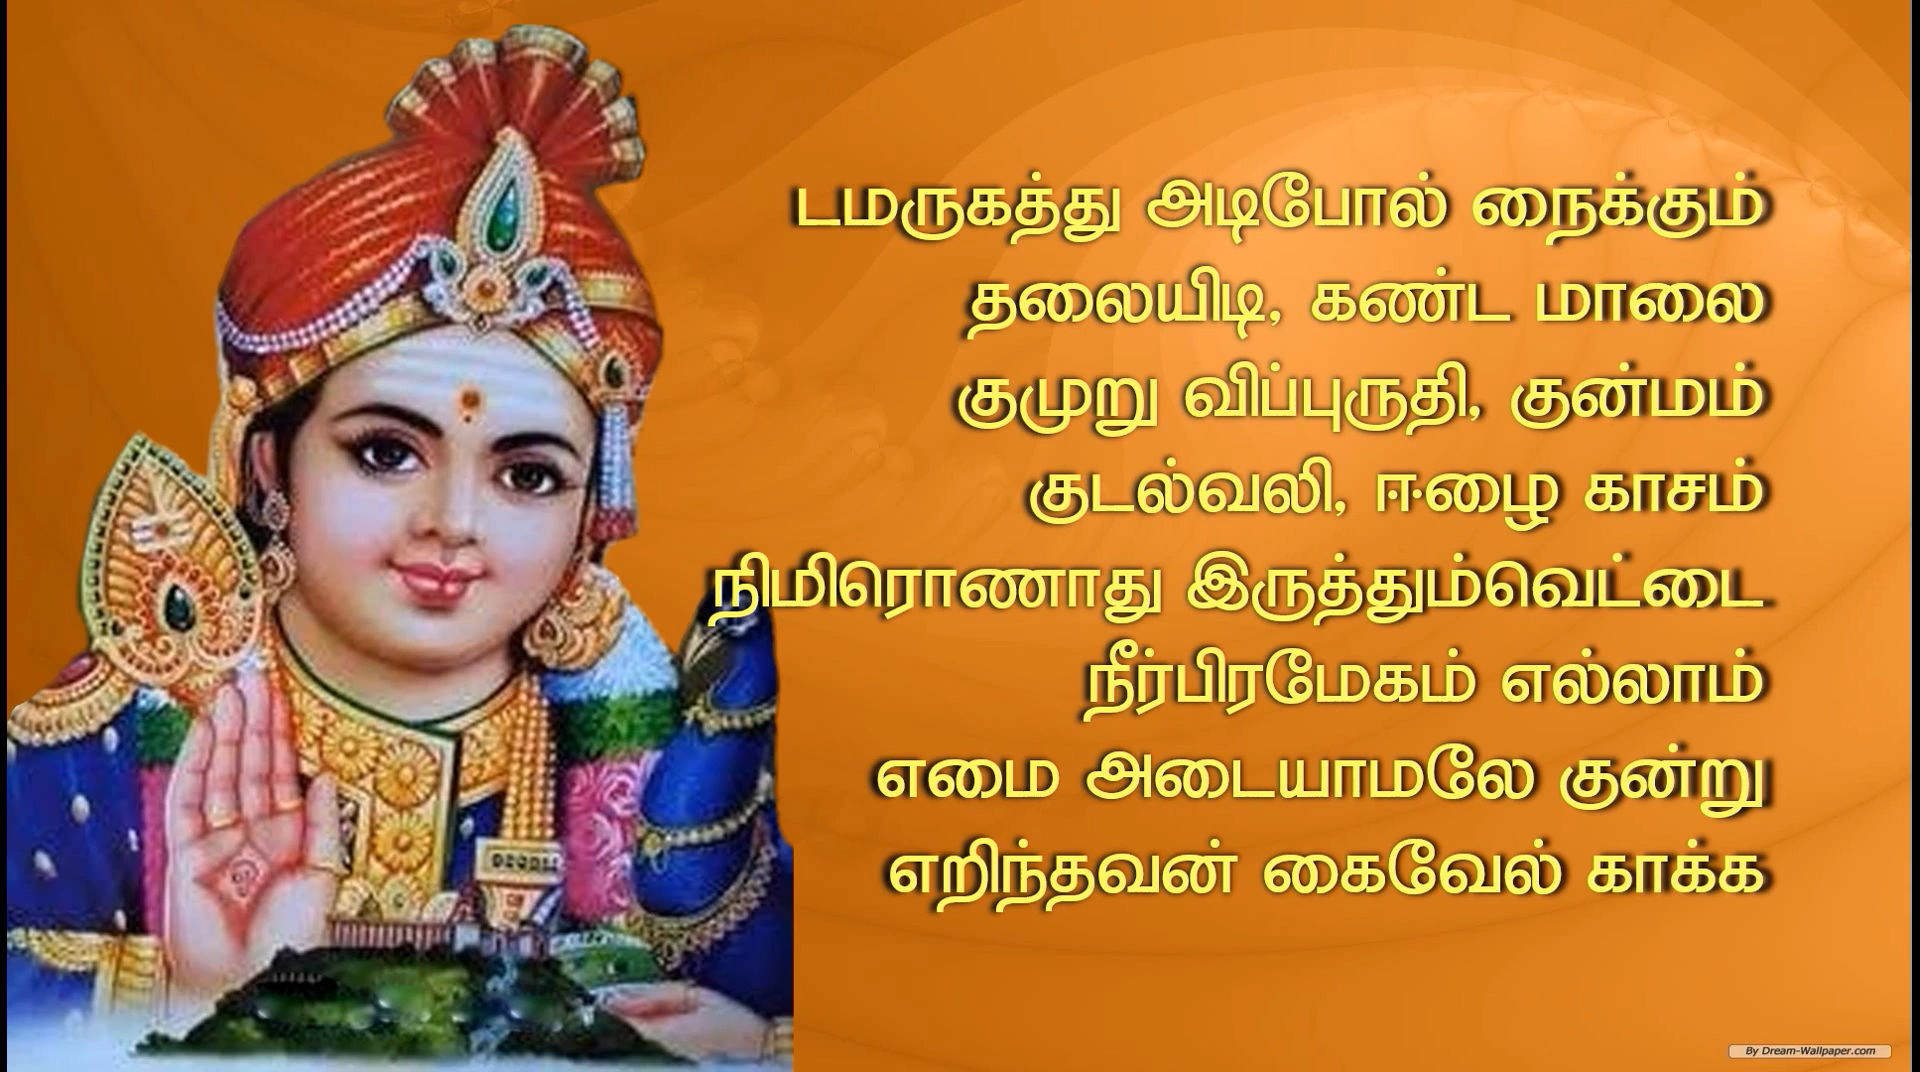 டமருகத்து அடிபோல் நைக்கும்
தலையிடி, கண்ட மாலை
குமுறு விப்புருதி, குன்மம்
குடல்வலி, ஈழை காசம்
நிமிரொணாது இருத்தும்வெட்டை
நீர்பிரமேகம் எல்லாம்
எமை அடையாமலே குன்று
எறிந்தவன் கைவேல் காக்க
By Dream-Wallpaper.com